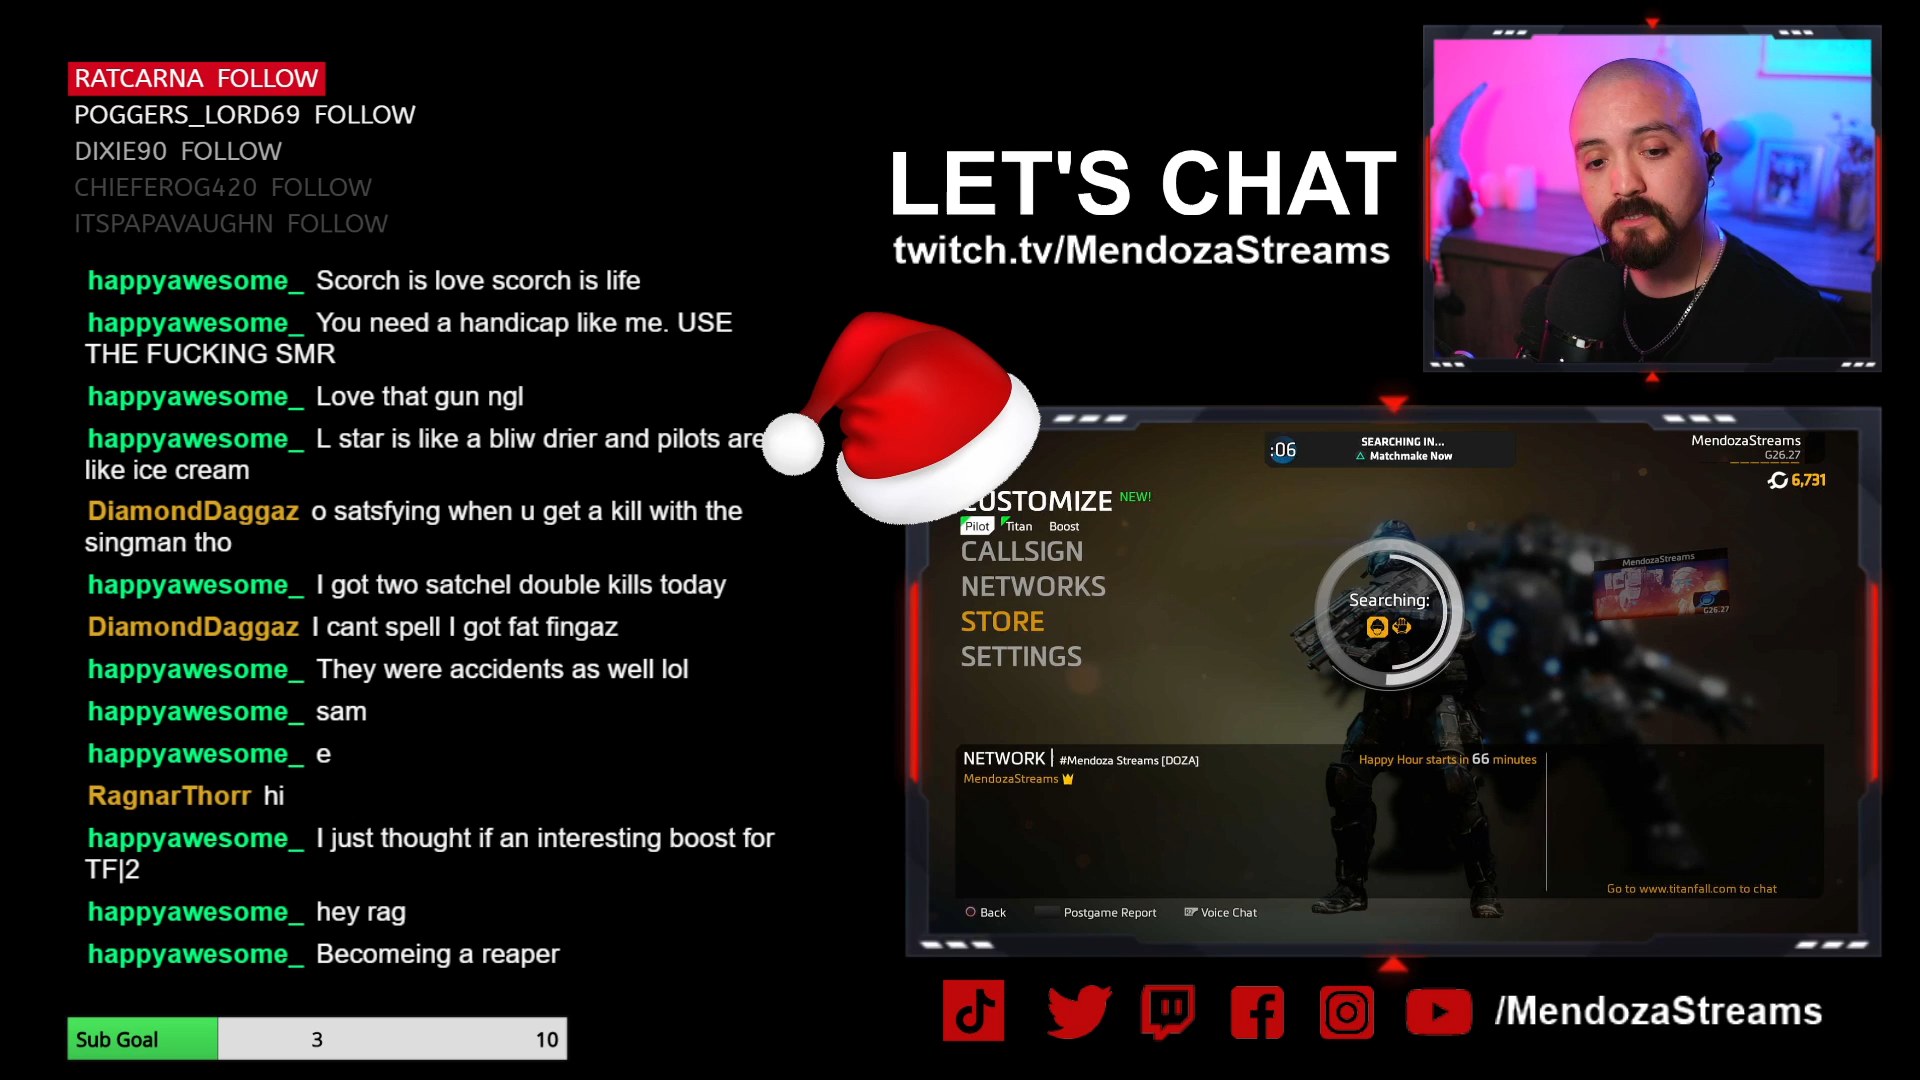 RATCARNA FOLLOW
POGGERS_LORD69 FOLLOW
DIXIE90 FOLLOW
CHIEFEROG420 FOLLOW
ITSPAPAVAUGHN FOLLOW
happyawesome_ Scorch is love scorch is life
happyawesome_ You need a handicap like me. USE
THE FUCKING SMR
happyawesome_ Love that gun ngl
happyawesome_ L star is like a bliw drier and pilots are
like ice cream
DiamondDaggaz o satsfying when u get a kill with the
singman tho
happyawesome_ I got two satchel double kills today
DiamondDaggaz I cant spell I got fat fingaz
happyawesome_ They were accidents as well lol
happyawesome_ sam
happyawesome_ e
RagnarThorr hi
happyawesome_ I just thought if an interesting boost for
TF|2
happyawesome_ hey rag
happyawesome_ Becomeing a reaper
Sub Goal 3 10
LET'S CHAT
twitch.tv/MendozaStreams
:06 SEARCHING IN...
Matchmake Now
MendozaStreams
G26.27
6,731
CUSTOMIZE NEW!
Pilot Titan Boost
CALLSIGN
NETWORKS
STORE
SETTINGS
Searching:
MendozaStreams
G26.27
NETWORK | #Mendoza Streams [DOZA]
MendozaStreams
Happy Hour starts in 66 minutes
Go to www.titanfall.com to chat
Back Postgame Report Voice Chat
/MendozaStreams